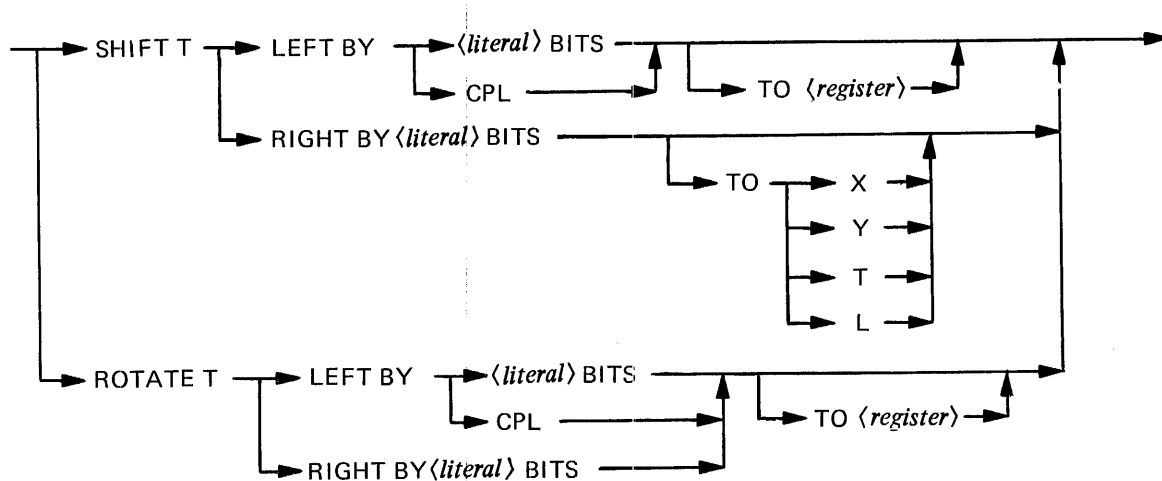 SHIFT T LEFT BY ⟨literal⟩ BITS
CPL TO ⟨register⟩
RIGHT BY ⟨literal⟩ BITS
TO X
Y
T
L
ROTATE T LEFT BY ⟨literal⟩ BITS
CPL TO ⟨register⟩
RIGHT BY ⟨literal⟩ BITS